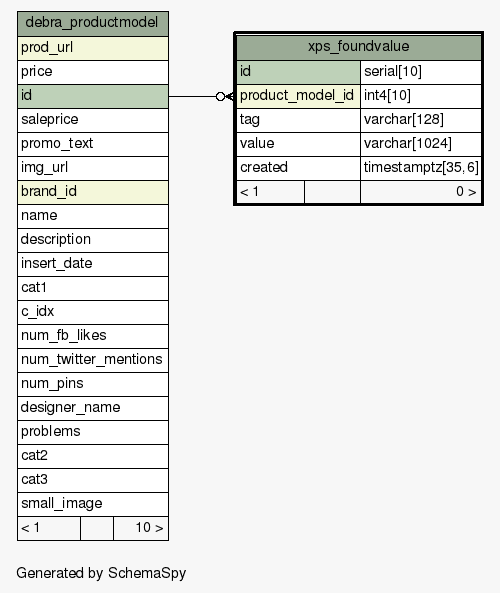 debra_productmodel
prod_url
price
id
saleprice
promo_text
img_url
brand_id
name
description
insert_date
cat1
c_idx
num_fb_likes
num_twitter_mentions
num_pins
designer_name
problems
cat2
cat3
small_image
< 1 10 >
xps_foundvalue
id serial[10]
product_model_id int4[10]
tag varchar[128]
value varchar[1024]
created timestamptz[35,6]
< 1 0 >
Generated by SchemaSpy